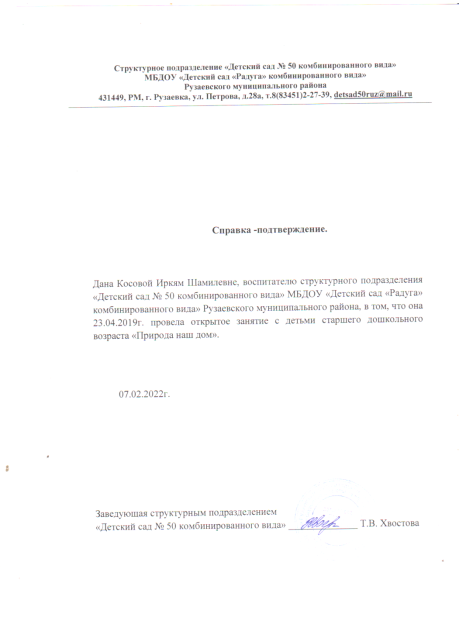 Структурное подразделение «Детский сад № 50 комбинированного вида»
МБДОУ «Детский сад «Радуга» комбинированного вида»
Рузаевского муниципального района
431449, РМ, г. Рузаевка, ул. Петрова, д.28а, т.8(83451)2-27-39, detsad50ruz@mail.ru
Справка -подтверждение.
Дана Косовой Иркям Шамилевне, воспитателю структурного подразделения
«Детский сад № 50 комбинированного вида» МБДОУ «Детский сад «Радуга»
комбинированного вида» Рузаевского муниципального района, в том, что она
23.04.2019г. провела открытое занятие с детьми старшего дошкольного
возраста «Природа наш дом».
07.02.2022г.
Заведующая структурным подразделением
«Детский сад № 50 комбинированного вида» Т.В. Хвостова